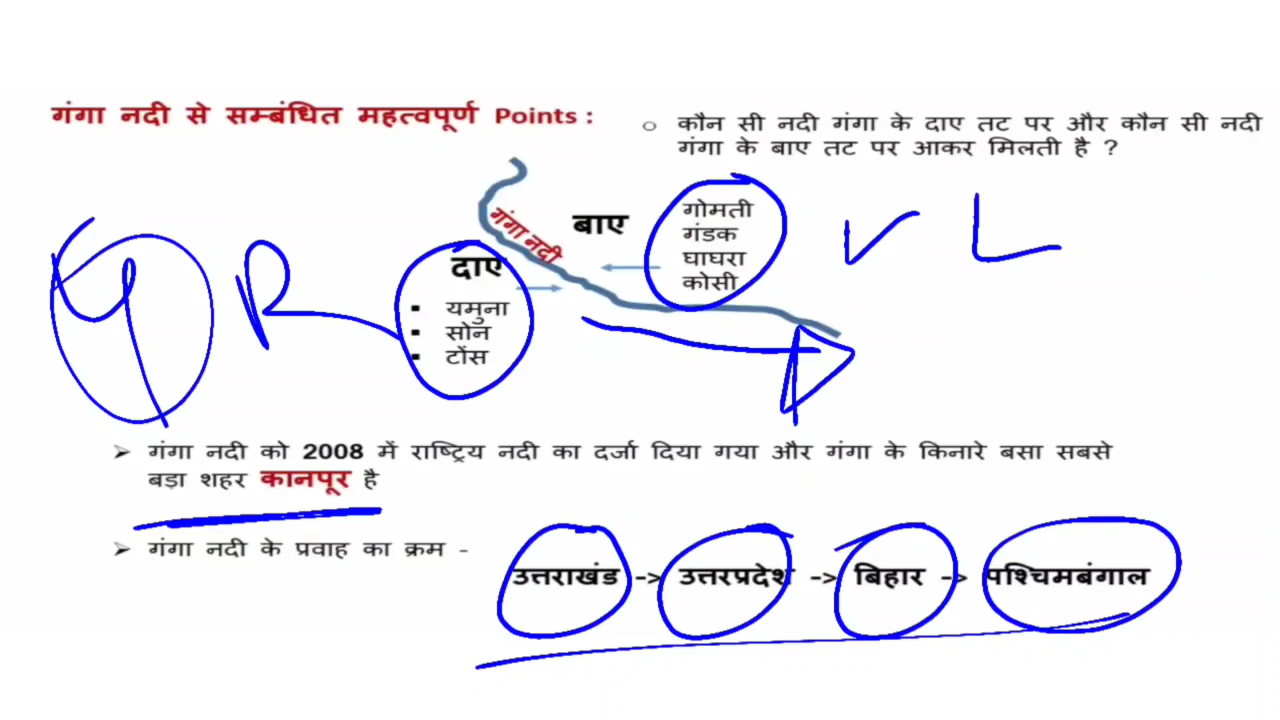 गंगा नदी से सम्बंधित महत्वपूर्ण Points :
○ कौन सी नदी गंगा के दाए तट पर और कौन सी नदी
गंगा के बाए तट पर आकर मिलती है ?
गंगा नदी
बाए
गोमती
गंडक
घाघरा
कोसी
L
R
दाए
▪ यमुना
▪ सोन
▪ टोंस
➢ गंगा नदी को 2008 में राष्ट्रिय नदी का दर्जा दिया गया और गंगा के किनारे बसा सबसे
बड़ा शहर कानपूर है
➢ गंगा नदी के प्रवाह का क्रम -
उत्तराखंड -> उत्तरप्रदेश -> बिहार -> पश्चिमबंगाल